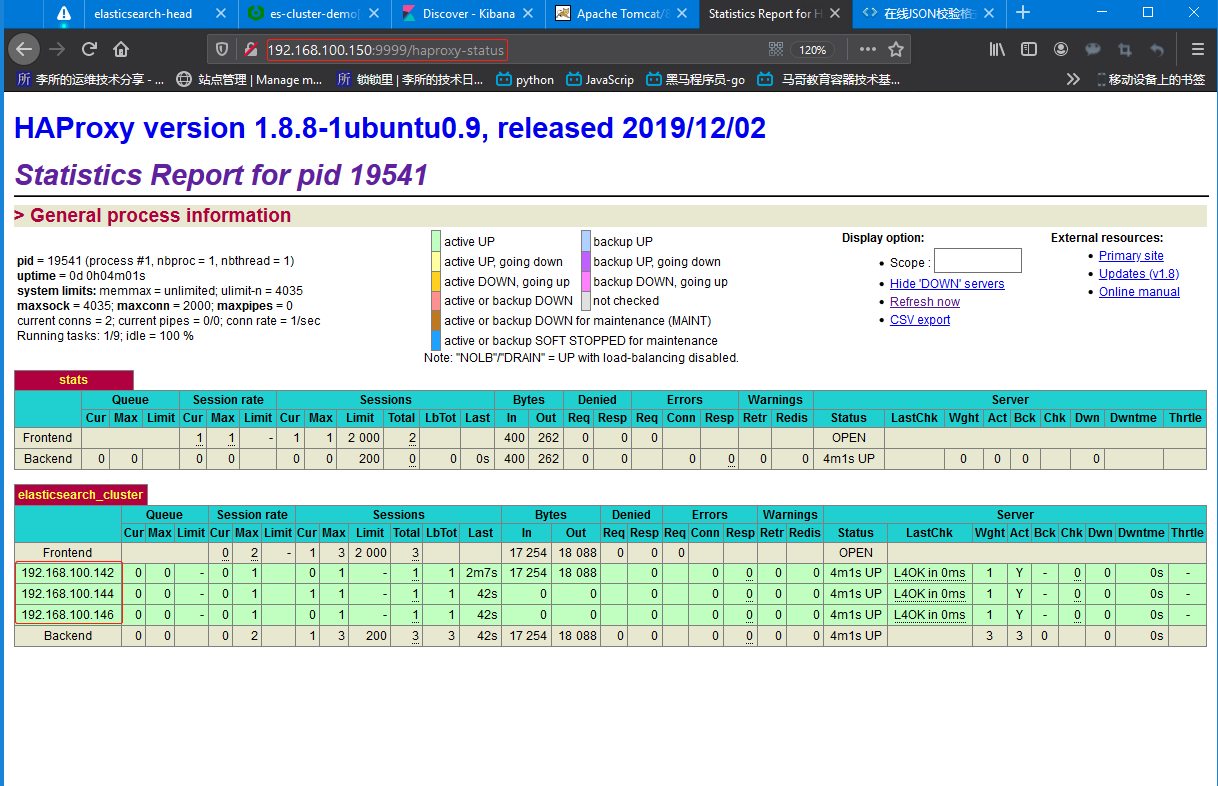 elasticsearch-head
es-cluster-demo
Discover - Kibana
Apache Tomcat/8
Statistics Report for H
在线JSON校验格
192.168.100.150:9999/haproxy-status
120%
所 李所的运维技术分享 - ...
站点管理 | Manage m...
所 锁钥里 | 李所的技术日...
python
JavaScrip
黑马程序员-go
马哥教育容器技术基...
移动设备上的书签
HAProxy version 1.8.8-1ubuntu0.9, released 2019/12/02
Statistics Report for pid 19541
> General process information
pid = 19541 (process #1, nbproc = 1, nbthread = 1)
uptime = 0d 0h04m01s
system limits: memmax = unlimited; ulimit-n = 4035
maxsock = 4035; maxconn = 2000; maxpipes = 0
current conns = 2; current pipes = 0/0; conn rate = 1/sec
Running tasks: 1/9; idle = 100 %
active UP
backup UP
active UP, going down
backup UP, going down
active DOWN, going up
backup DOWN, going up
active or backup DOWN
not checked
active or backup DOWN for maintenance (MAINT)
active or backup SOFT STOPPED for maintenance
Note: "NOLB"/"DRAIN" = UP with load-balancing disabled.
Display option:
Scope :
Hide 'DOWN' servers
Refresh now
CSV export
External resources:
Primary site
Updates (v1.8)
Online manual
stats
Queue Session rate Sessions Bytes Denied Errors Warnings Server
Cur Max Limit Cur Max Limit Cur Max Limit Total LbTot Last In Out Req Resp Req Conn Resp Retr Redis Status LastChk Wght Act Bck Chk Dwn Dwntme Thrtle
Frontend 1 1 - 1 1 2 000 2 400 262 0 0 0 OPEN
Backend 0 0 0 0 0 0 200 0 0 0s 400 262 0 0 0 0 0 0 4m1s UP 0 0 0 0
elasticsearch_cluster
Queue Session rate Sessions Bytes Denied Errors Warnings Server
Cur Max Limit Cur Max Limit Cur Max Limit Total LbTot Last In Out Req Resp Req Conn Resp Retr Redis Status LastChk Wght Act Bck Chk Dwn Dwntme Thrtle
Frontend 0 2 - 1 3 2 000 3 17 254 18 088 0 0 0 OPEN
192.168.100.142 0 0 - 0 1 0 1 - 1 1 2m7s 17 254 18 088 0 0 0 0 0 4m1s UP L4OK in 0ms 1 Y - 0 0 0s -
192.168.100.144 0 0 - 0 1 1 1 - 1 1 42s 0 0 0 0 0 0 0 4m1s UP L4OK in 0ms 1 Y - 0 0 0s -
192.168.100.146 0 0 - 0 1 0 1 - 1 1 42s 0 0 0 0 0 0 0 4m1s UP L4OK in 0ms 1 Y - 0 0 0s -
Backend 0 0 0 2 1 3 200 3 3 42s 17 254 18 088 0 0 0 0 0 0 4m1s UP 3 3 0 0 0s